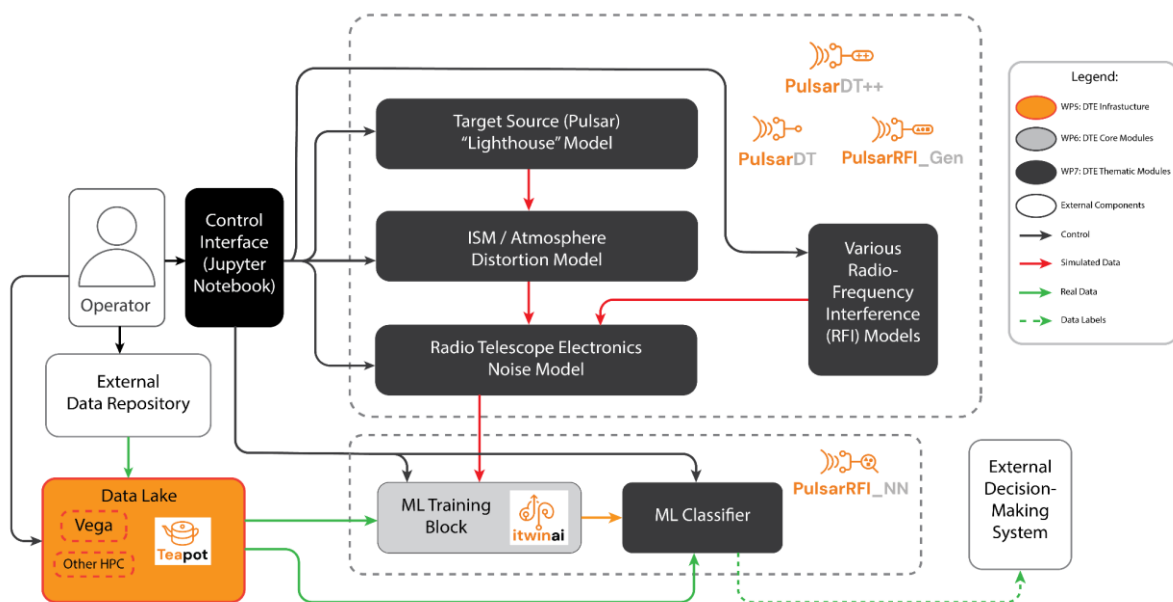 PulsarDT++
PulsarDT
PulsarRFI_Gen
Target Source (Pulsar)
“Lighthouse” Model
ISM / Atmosphere
Distortion Model
Radio Telescope Electronics
Noise Model
Various
Radio-
Frequency
Interference
(RFI) Models
Control
Interface
(Jupyter
Notebook)
Operator
External
Data Repository
Data Lake
Vega
Other HPC
Teapot
ML Training
Block
itwinai
ML Classifier
PulsarRFI_NN
External
Decision-
Making
System
Legend:
WP5: DTE Infrastucture
WP6: DTE Core Modules
WP7: DTE Thematic Modules
External Components
Control
Simulated Data
Real Data
Data Labels